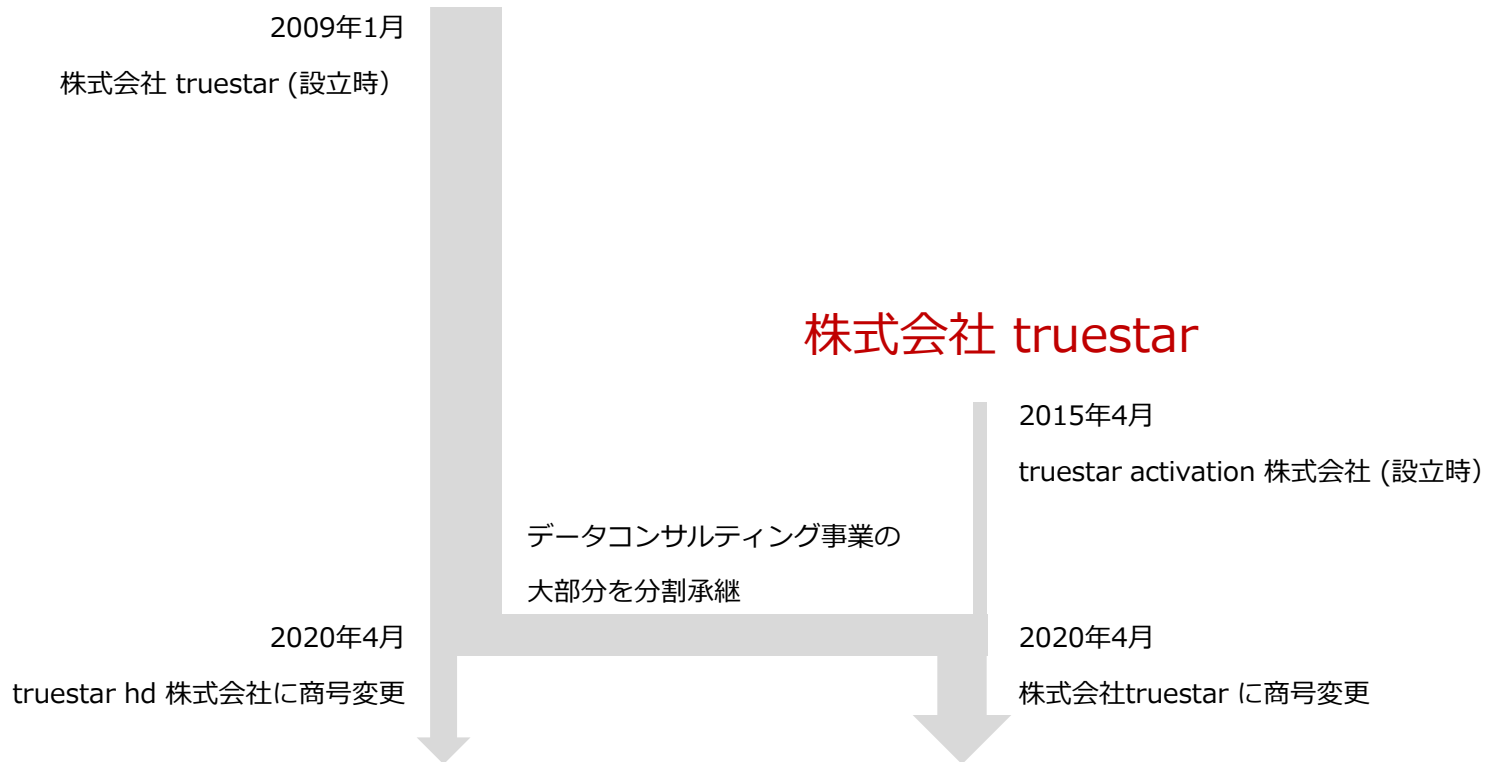 2009年1月
株式会社 truestar (設立時）
株式会社 truestar
2015年4月
truestar activation 株式会社 (設立時）
データコンサルティング事業の
大部分を分割承継
2020年4月
truestar hd 株式会社に商号変更
2020年4月
株式会社truestar に商号変更